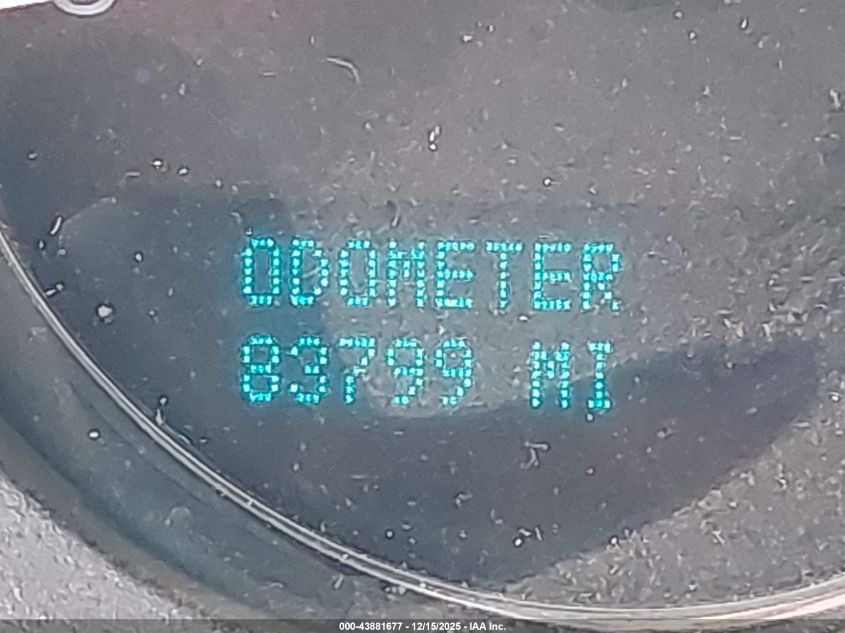 ODOMETER
83799 MI
000-43881677 - 12/15/2025 - IAA Inc.